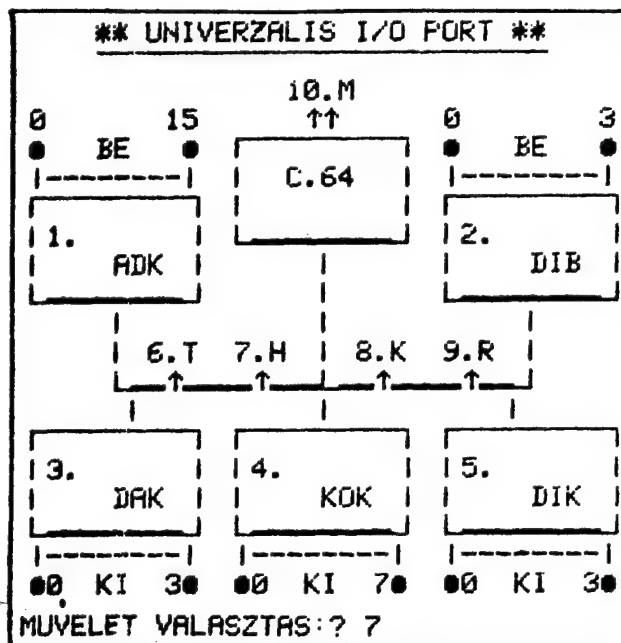 ** UNIVERZALIS I/O PORT **
i0.M
0 15 ↑↑ 0 3
BE BE
C.64
1. 2.
ADK DIB
6.T 7.H 8.K 9.R
3. 4. 5.
DAK KOK DIK
0 KI 3 0 KI 7 0 KI 3
MUVELET VALASZTAS:? 7